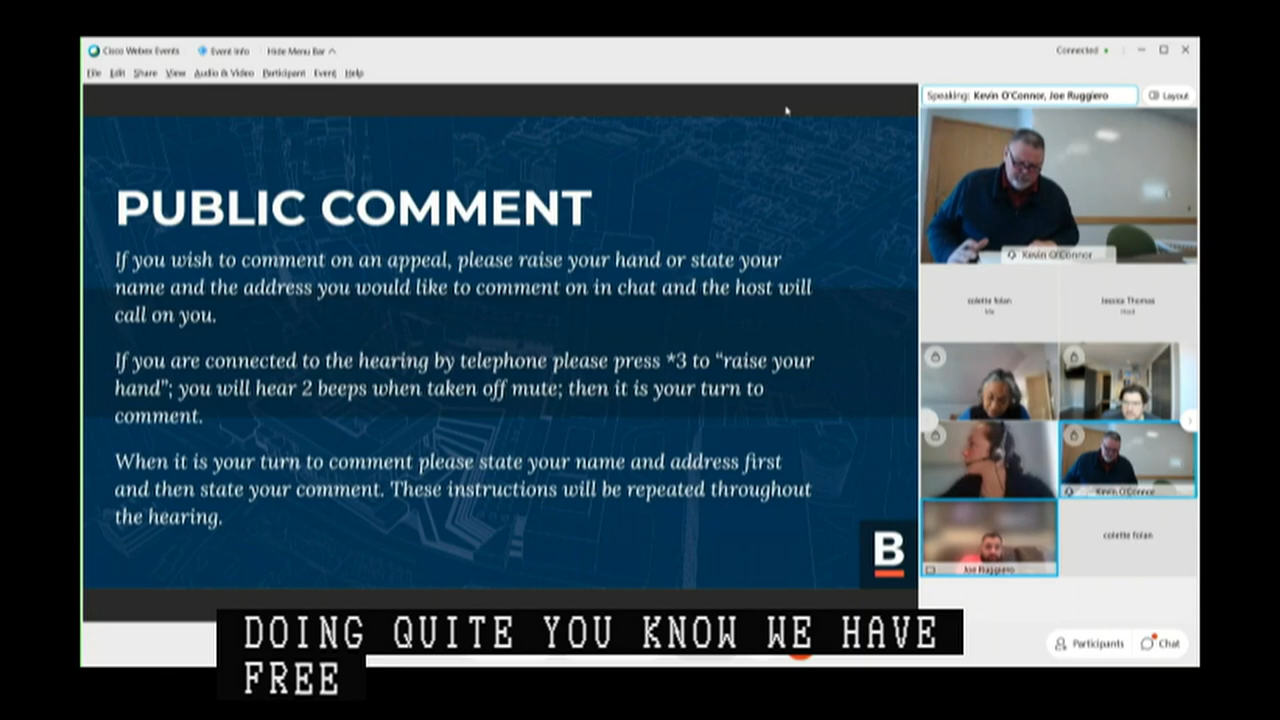 Cisco Webex Events Event Info Hide Menu Bar Connected
File Edit Share View Audio & Video Participant Event Help
Speaking: Kevin O'Connor, Joe Ruggiero Layout
PUBLIC COMMENT
If you wish to comment on an appeal, please raise your hand or state your
name and the address you would like to comment on in chat and the host will
call on you.
If you are connected to the hearing by telephone please press *3 to “raise your
hand”; you will hear 2 beeps when taken off mute; then it is your turn to
comment.
When it is your turn to comment please state your name and address first
and then state your comment. These instructions will be repeated throughout
the hearing.
B
Kevin O'Connor
colette folan
Me
Jessica Thomas
Host
Kevin O'Connor
Joe Ruggiero
colette folan
Participants Chat
DOING QUITE YOU KNOW WE HAVE
FREE